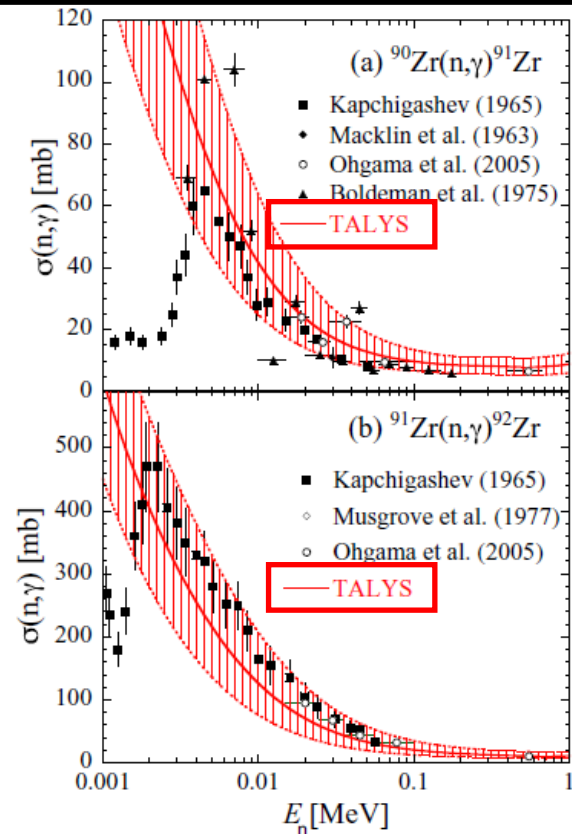 120
100
80
60
40
20
0
σ(n,γ) [mb]
(a) ⁹⁰Zr(n,γ)⁹¹Zr
Kapchigashev (1965)
Macklin et al. (1963)
Ohgama et al. (2005)
Boldeman et al. (1975)
TALYS
500
400
300
200
100
0
σ(n,γ) [mb]
(b) ⁹¹Zr(n,γ)⁹²Zr
Kapchigashev (1965)
Musgrove et al. (1977)
Ohgama et al. (2005)
TALYS
0.001 0.01 0.1 1
Eₙ[MeV]